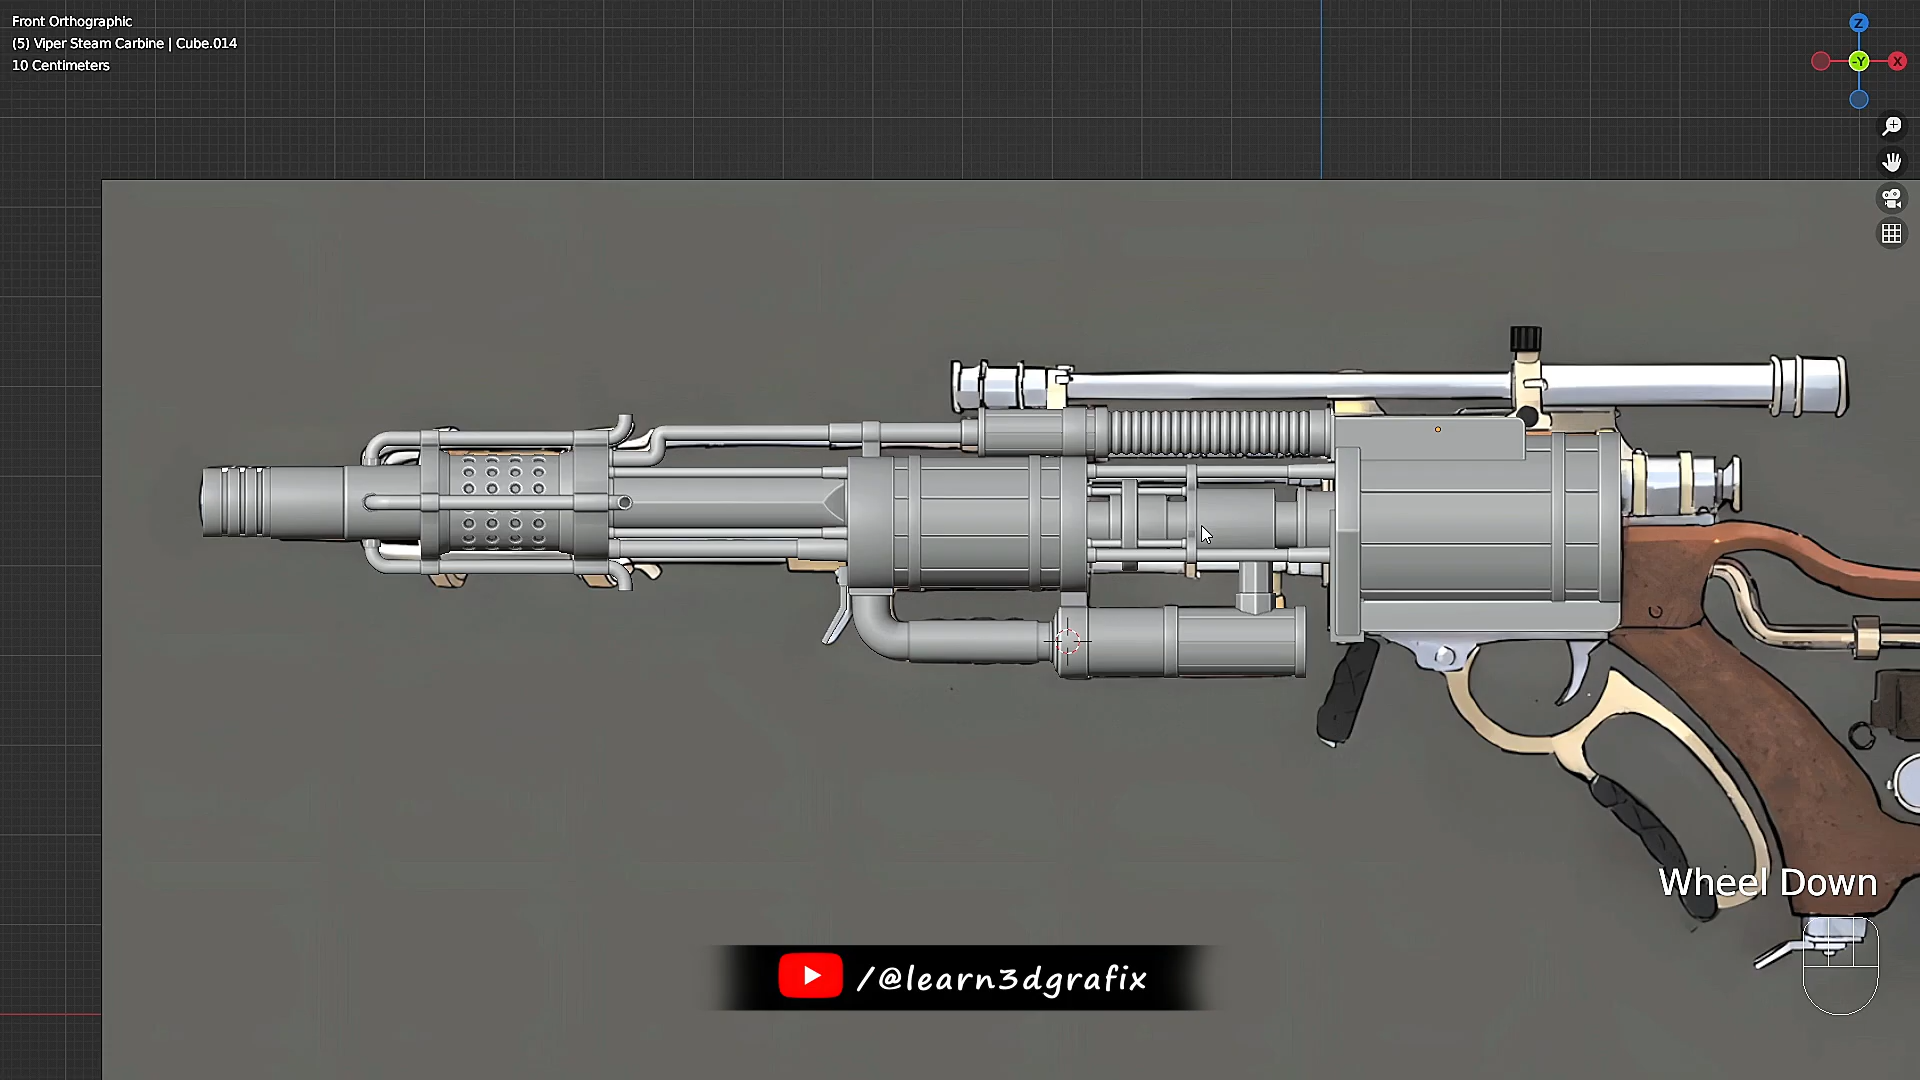 Front Orthographic
(5) Viper Steam Carbine | Cube.014
10 Centimeters
Z
-Y
X
Wheel Down
/@learn3dgrafix